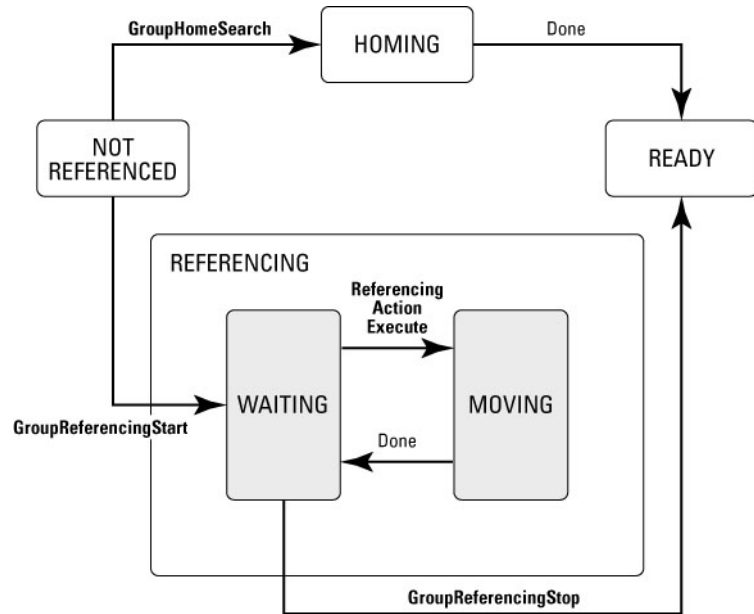 GroupHomeSearch
HOMING
Done
NOT
REFERENCED
READY
REFERENCING
Referencing
Action
Execute
WAITING
MOVING
GroupReferencingStart
Done
GroupReferencingStop